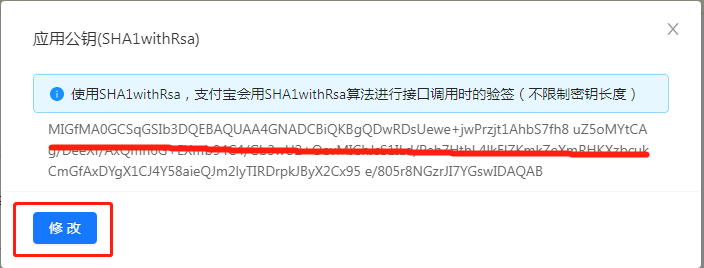 应用公钥(SHA1withRsa)
使用SHA1withRsa，支付宝会用SHA1withRsa算法进行接口调用时的验签（不限制密钥长度）
MIGfMA0GCSqGSIb3DQEBAQUAA4GNADCBiQKBgQDwRDsUewe+jwPrzjt1AhbS7fh8 uZ5oMYtCA
CmGfAxDYgX1CJ4Y58aieQJm2lyTIRDrpkJByX2Cx95 e/805r8NGzrJI7YGswIDAQAB
修 改